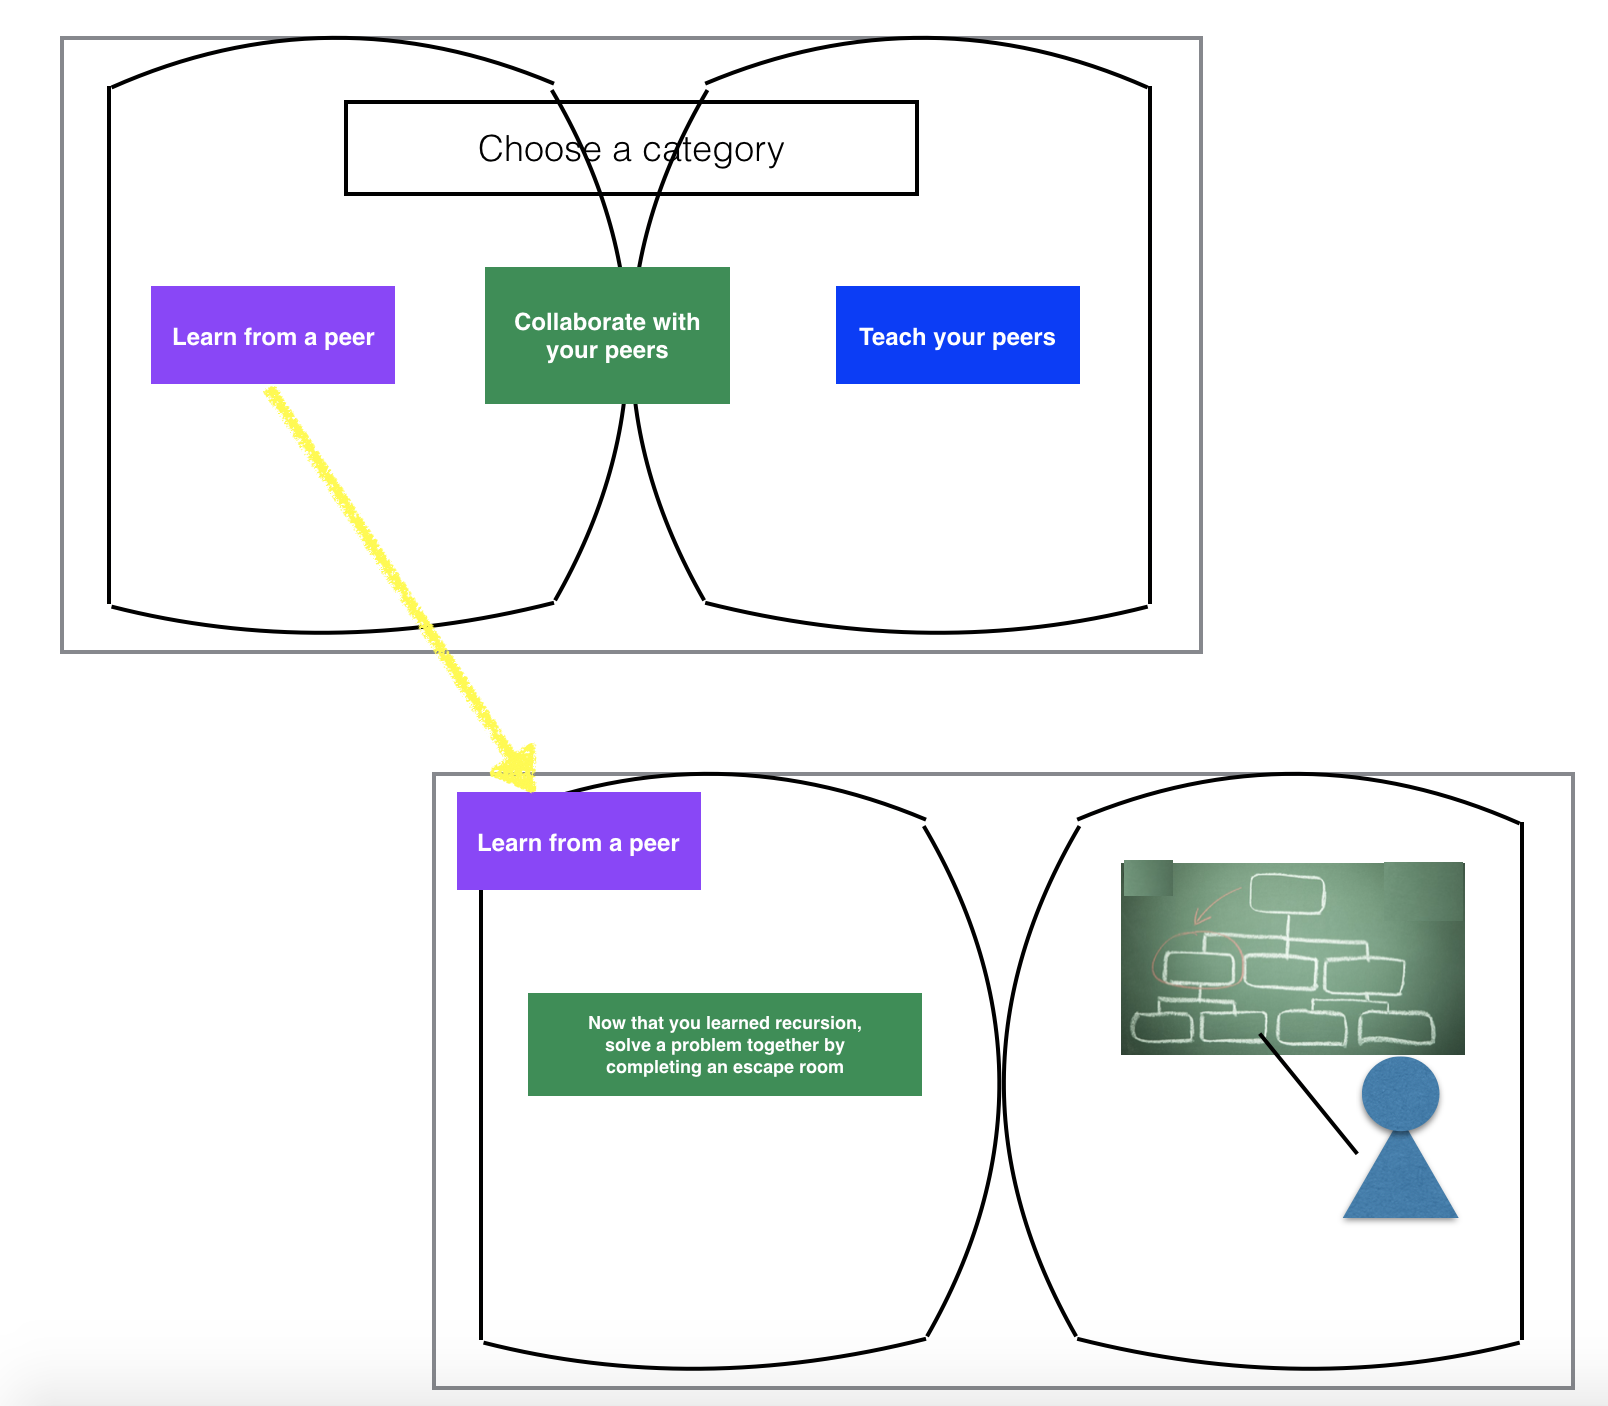 Choose a category
Learn from a peer
Collaborate with
your peers
Teach your peers
Learn from a peer
Now that you learned recursion,
solve a problem together by
completing an escape room